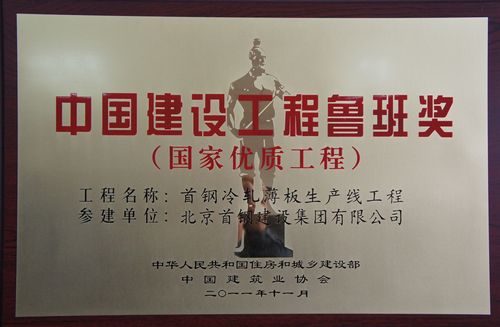 中国建设工程鲁班奖
（国家优质工程）
工程名称：首钢冷轧薄板生产线工程
参建单位：北京首钢建设集团有限公司
中华人民共和国住房和城乡建设部
中国建筑业协会
二〇一一年十一月